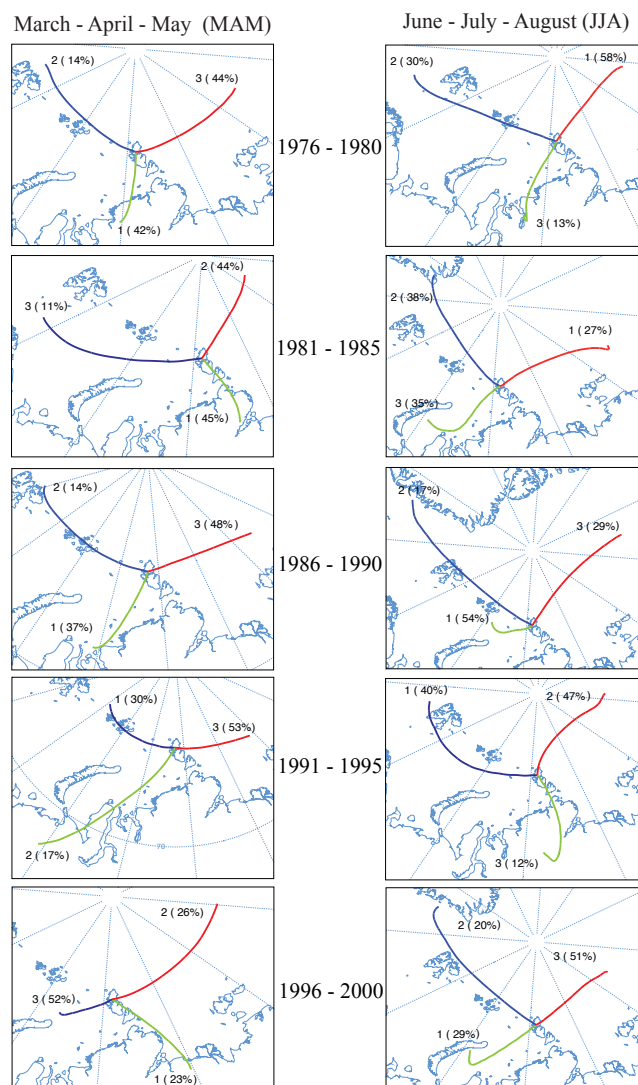 March - April - May (MAM)
June - July - August (JJA)
2 ( 14%)
3 ( 44%)
1 ( 42%)
1976 - 1980
2 ( 30%)
1 ( 58%)
3 ( 13%)
2 ( 44%)
3 ( 11%)
1 ( 45%)
1981 - 1985
2 ( 38%)
1 ( 27%)
3 ( 35%)
2 ( 14%)
3 ( 48%)
1 ( 37%)
1986 - 1990
2 ( 17%)
3 ( 29%)
1 ( 54%)
1 ( 30%)
3 ( 53%)
2 ( 17%)
70
1991 - 1995
1 ( 40%)
2 ( 47%)
3 ( 12%)
2 ( 26%)
3 ( 52%)
1 ( 23%)
1996 - 2000
2 ( 20%)
3 ( 51%)
1 ( 29%)